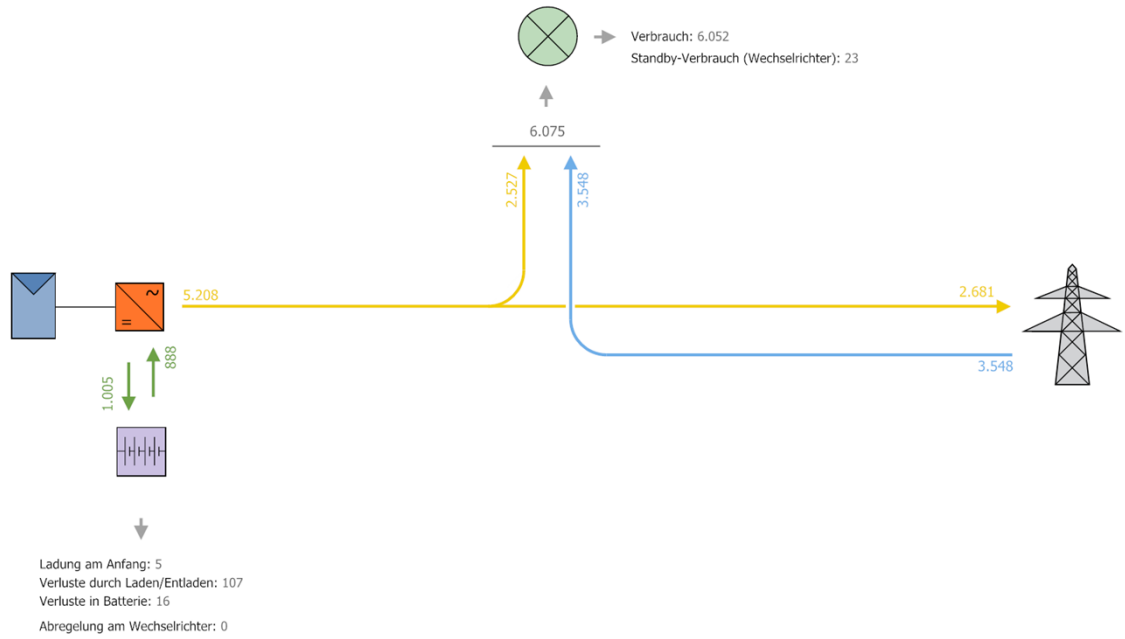 Verbrauch: 6.052
Standby-Verbrauch (Wechselrichter): 23
6.075
2.527
3.548
5.208
2.681
3.548
1.005
888
Ladung am Anfang: 5
Verluste durch Laden/Entladen: 107
Verluste in Batterie: 16
Abregelung am Wechselrichter: 0